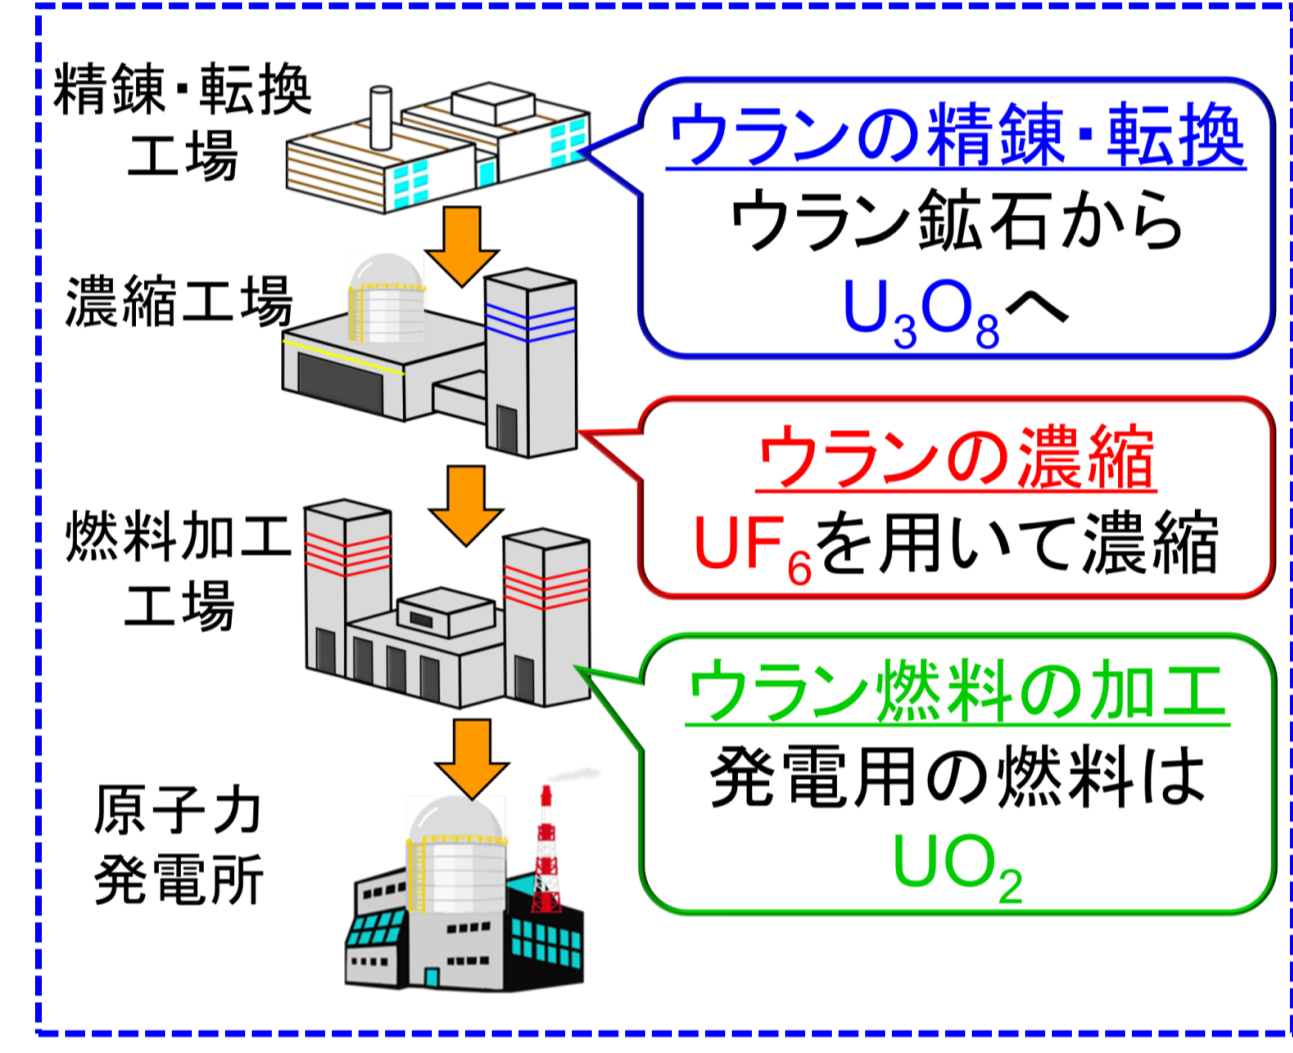 精錬・転換
工場
ウランの精錬・転換
ウラン鉱石から
U₃O₈へ
濃縮工場
ウランの濃縮
UF₆を用いて濃縮
燃料加工
工場
ウラン燃料の加工
発電用の燃料は
UO₂
原子力
発電所